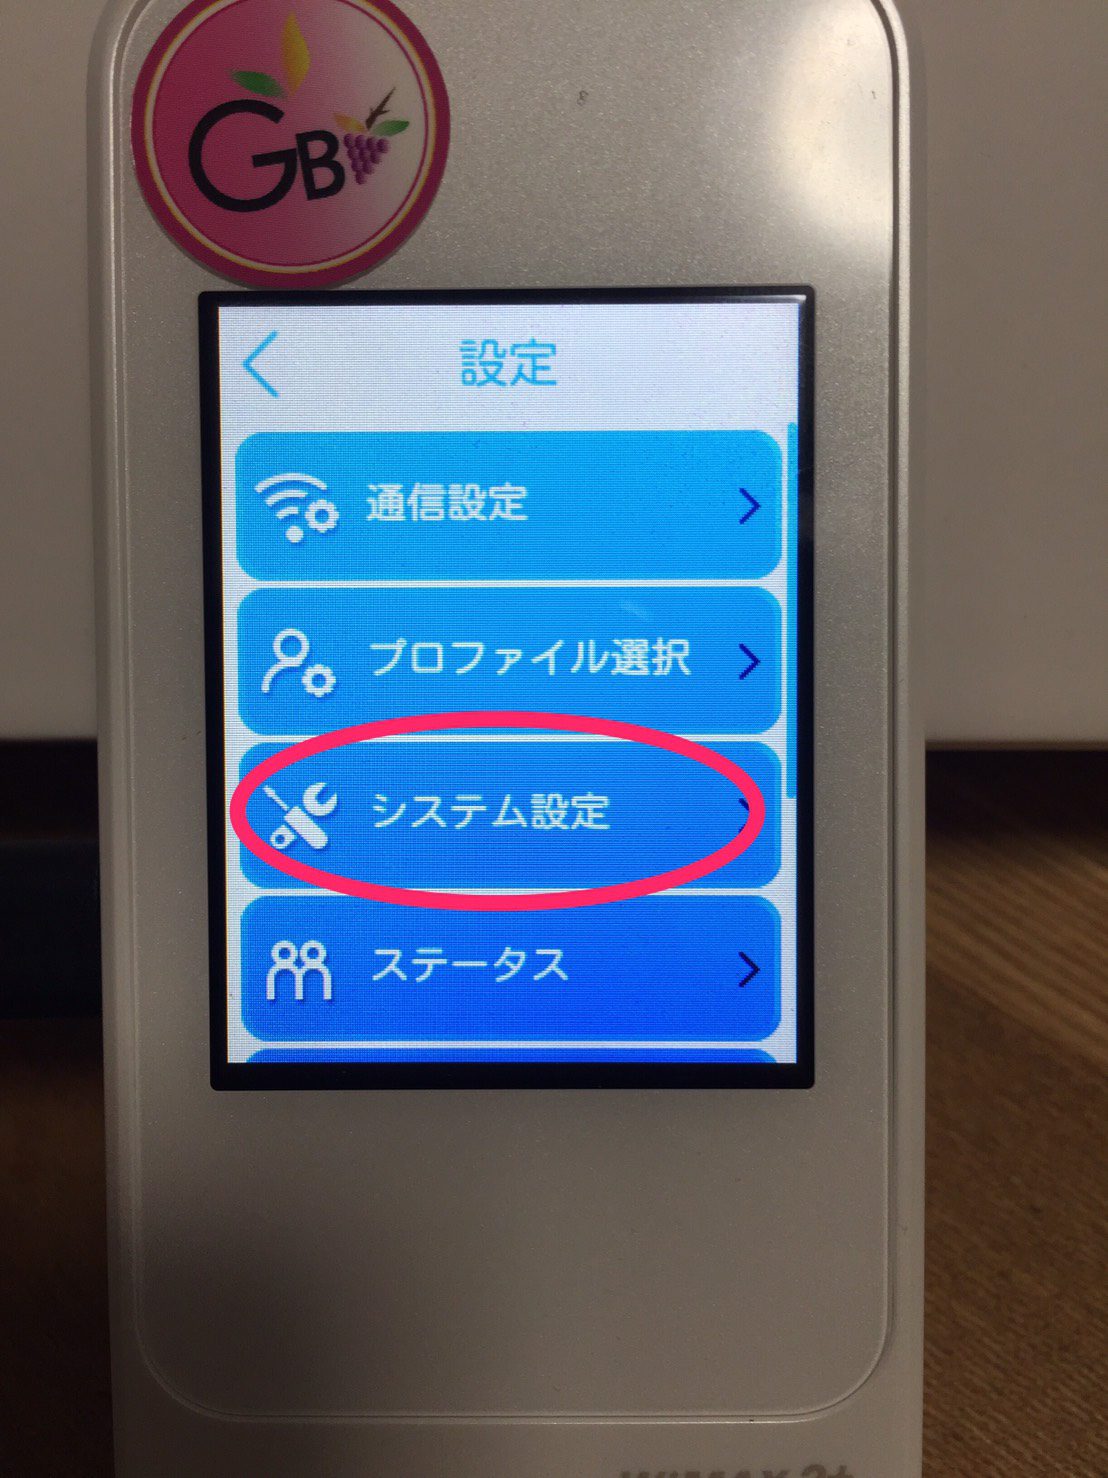 GB
設定
通信設定
プロファイル選択
システム設定
ステータス